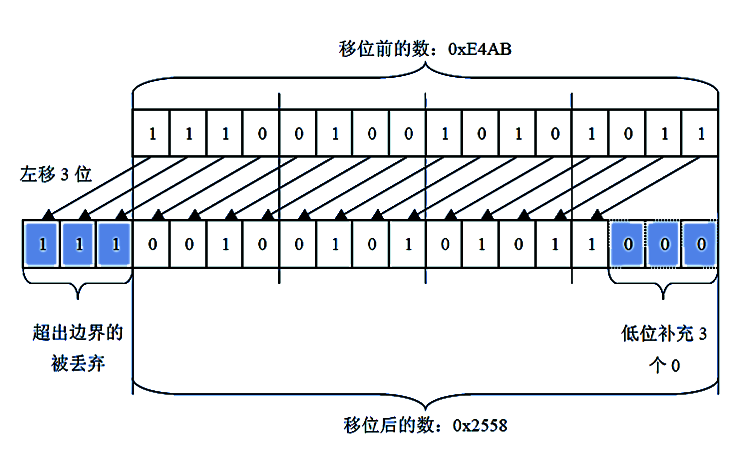 移位前的数：0xE4AB
1 1 1 0 0 1 0 0 1 0 1 0 1 0 1 1
左移 3 位
1 1 1 0 0 1 0 0 1 0 1 0 1 0 1 1 0 0 0
超出边界的
被丢弃
低位补充 3
个 0
移位后的数：0x2558